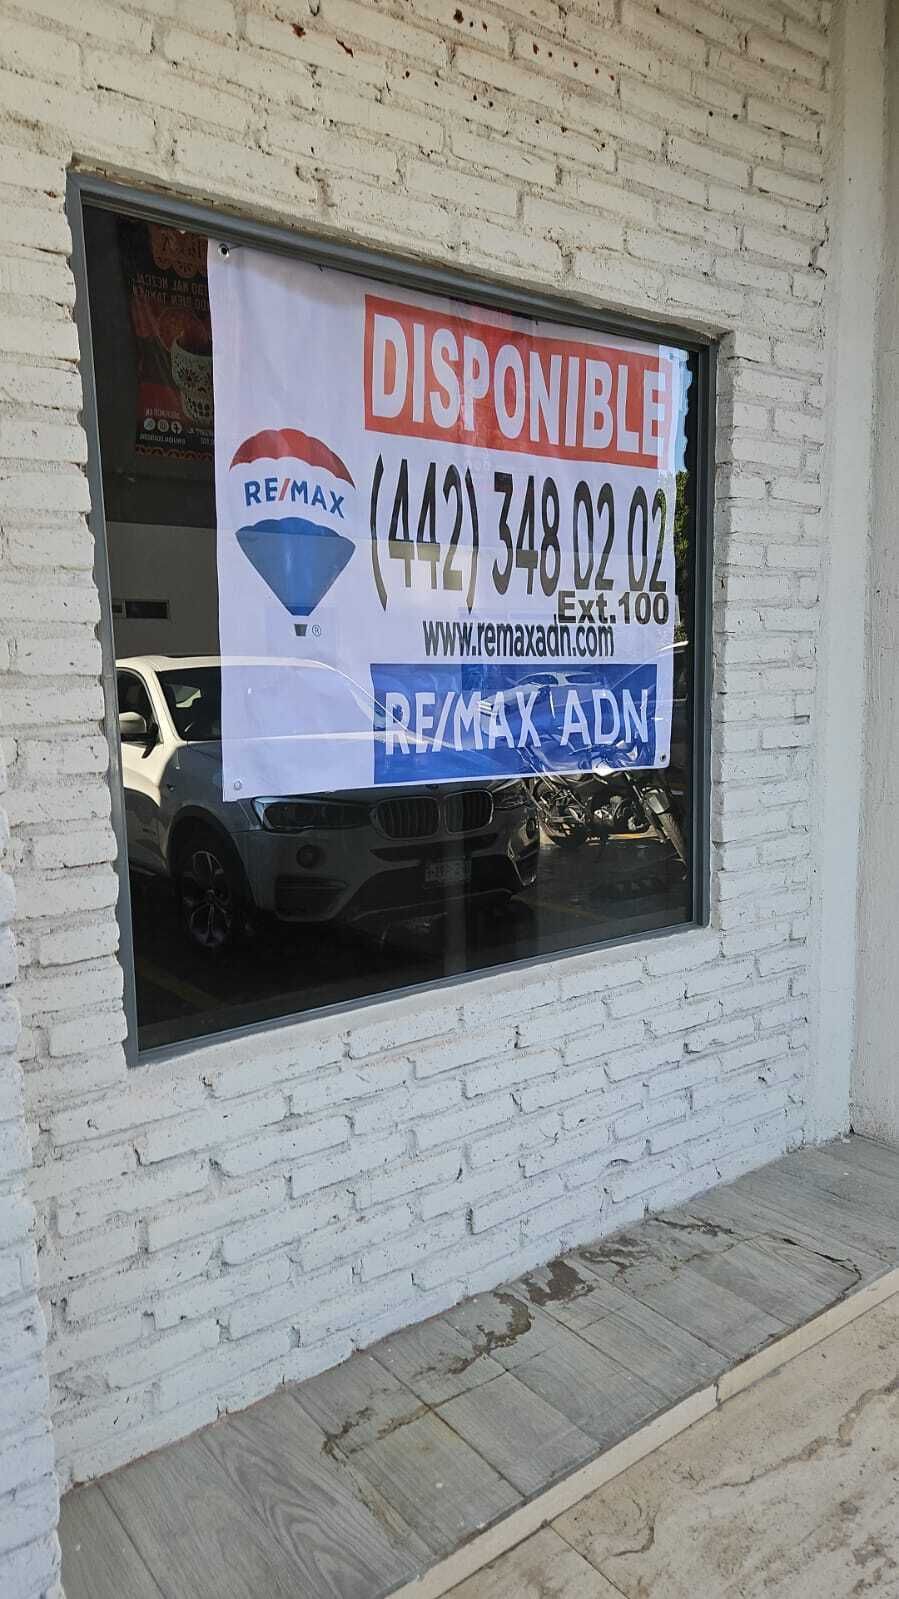 DISPONIBLE
RE/MAX
(442) 348 02 02
Ext.100
www.remaxadn.com
®
RE/MAX ADN